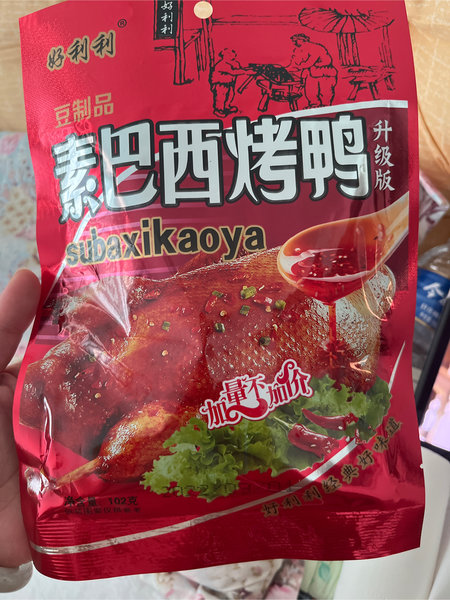 好利利®
好利利
豆制品
素巴西烤鸭
升级版
subaxikaoya
加量不加价
净含量：102克
好利利经典好味道